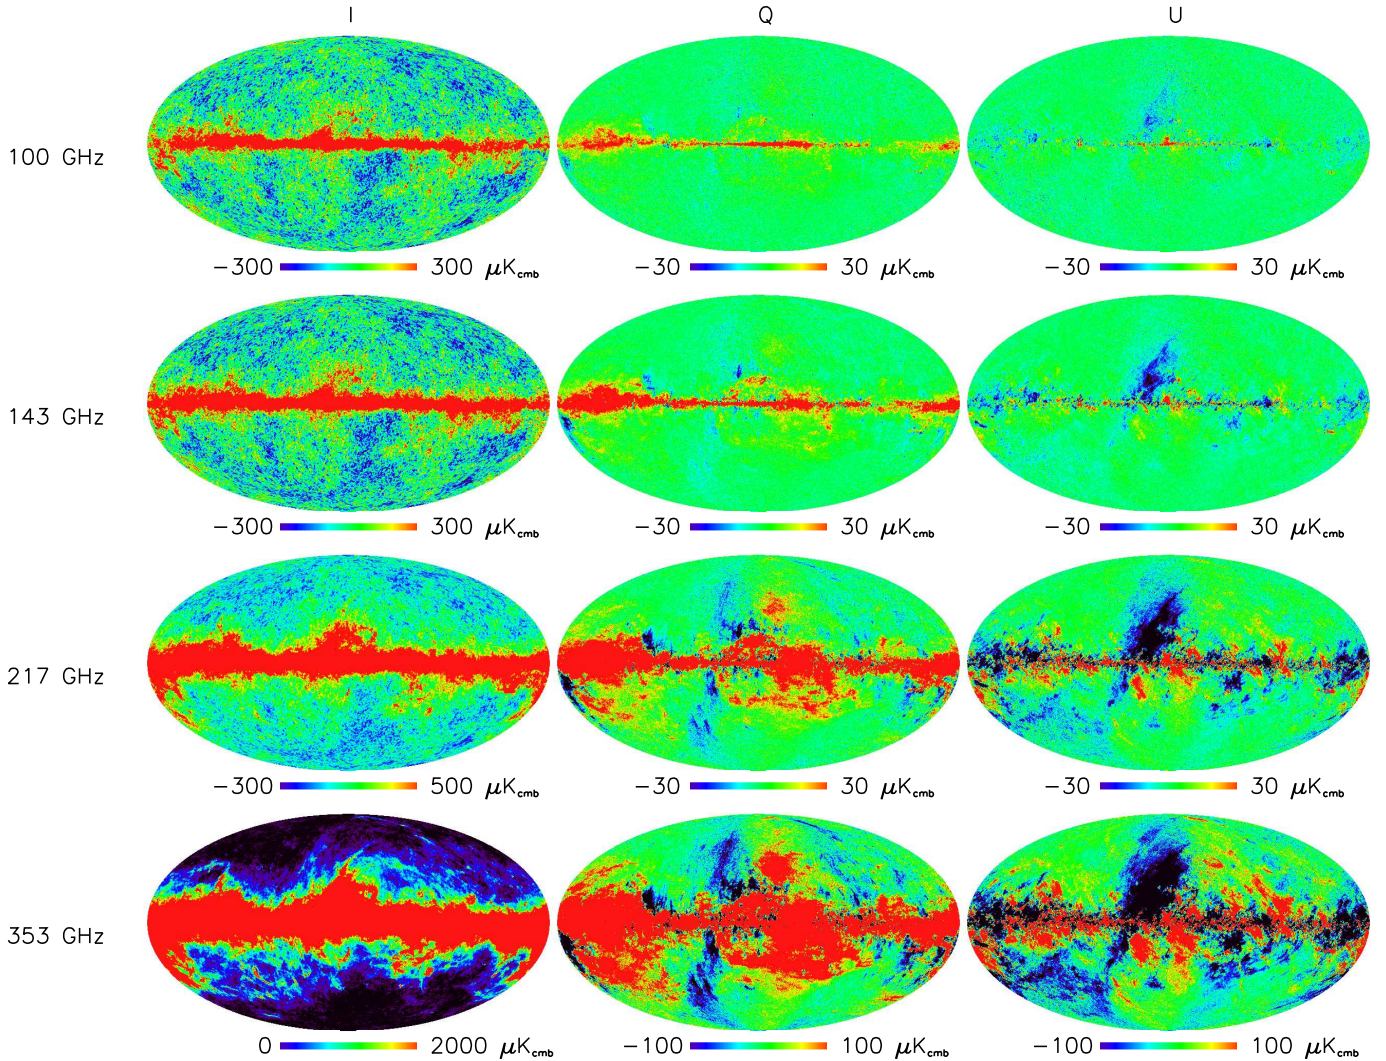 I Q U
100 GHz
−300 300 μKcmb −30 30 μKcmb −30 30 μKcmb
143 GHz
−300 300 μKcmb −30 30 μKcmb −30 30 μKcmb
217 GHz
−300 500 μKcmb −30 30 μKcmb −30 30 μKcmb
353 GHz
0 2000 μKcmb −100 100 μKcmb −100 100 μKcmb